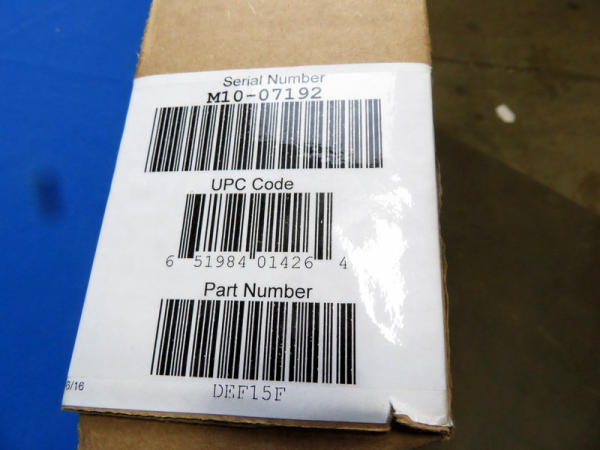 Serial Number
M10-07192
UPC Code
6 51984 01426 4
Part Number
DEF15F
6/16